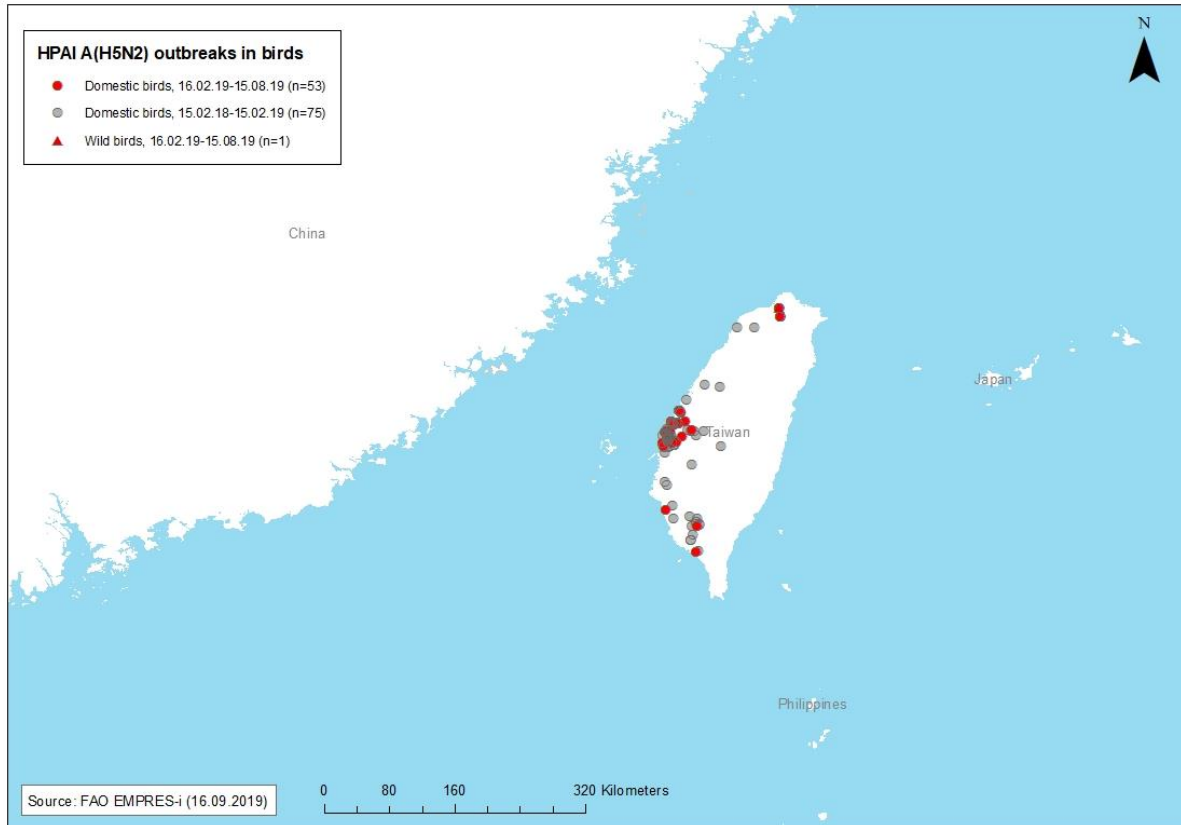 HPAI A(H5N2) outbreaks in birds
Domestic birds, 16.02.19-15.08.19 (n=53)
Domestic birds, 15.02.18-15.02.19 (n=75)
Wild birds, 16.02.19-15.08.19 (n=1)
N
China
Japan
Taiwan
Philippines
Source: FAO EMPRES-i (16.09.2019)
0 80 160 320 Kilometers